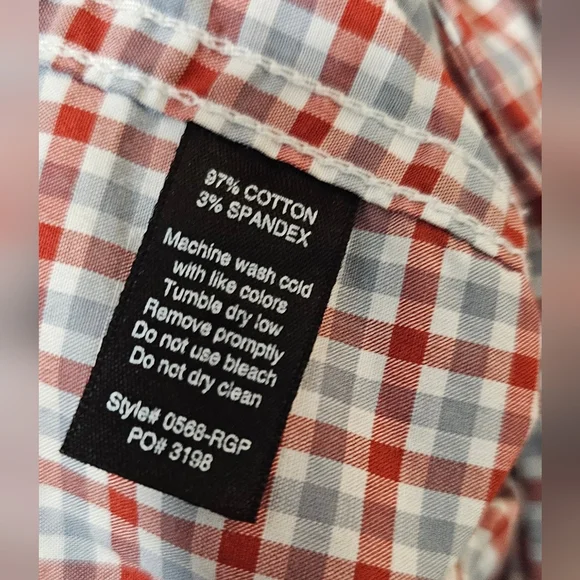 97% COTTON
3% SPANDEX
Machine wash cold
with like colors
Tumble dry low
Remove promptly
Do not use bleach
Do not dry clean
Style# 0568-RGP
PO# 3198